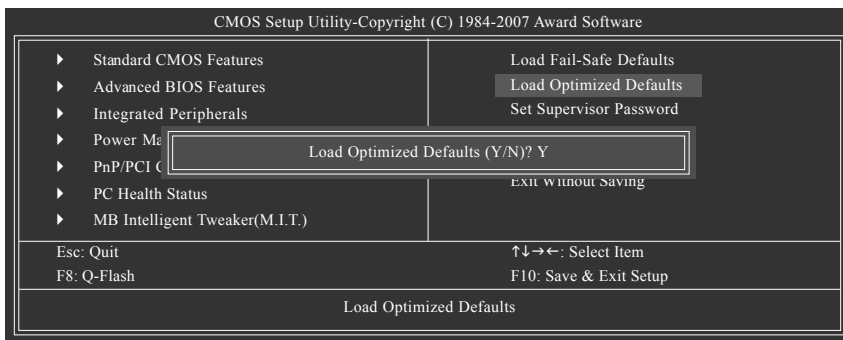 CMOS Setup Utility-Copyright (C) 1984-2007 Award Software
Standard CMOS Features
Advanced BIOS Features
Integrated Peripherals
Power Ma
PnP/PCI
PC Health Status
MB Intelligent Tweaker(M.I.T.)
Load Fail-Safe Defaults
Load Optimized Defaults
Set Supervisor Password
Exit Without Saving
Load Optimized Defaults (Y/N)? Y
Esc: Quit
↑↓→←: Select Item
F8: Q-Flash
F10: Save & Exit Setup
Load Optimized Defaults